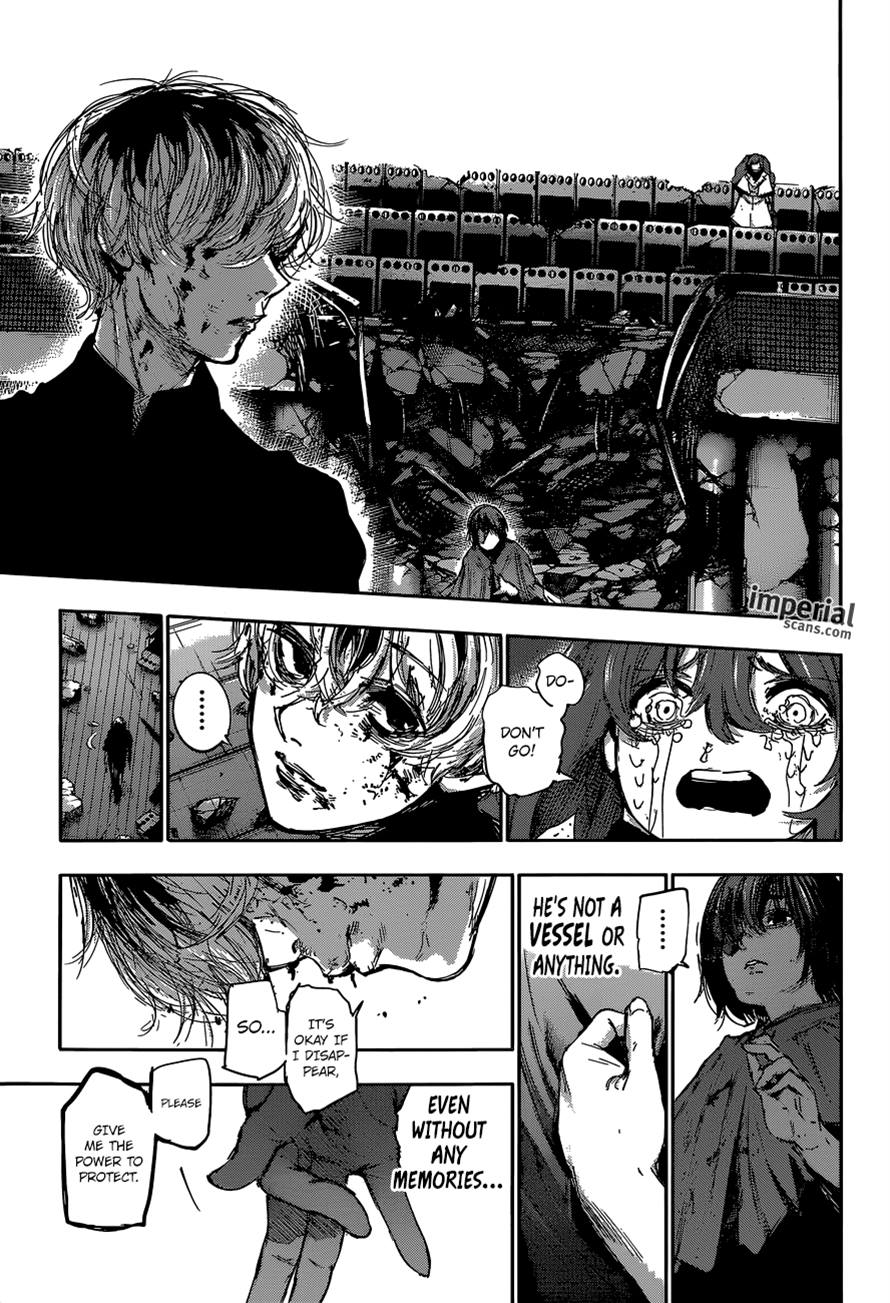 imperial
scans.com
DO-
DON'T
GO!
HE'S NOT A
VESSEL OR
ANYTHING.
IT'S
OKAY IF
I DISAP-
PEAR,
SO...
EVEN
WITHOUT
ANY
MEMORIES...
PLEASE
GIVE
ME THE
POWER TO
PROTECT.